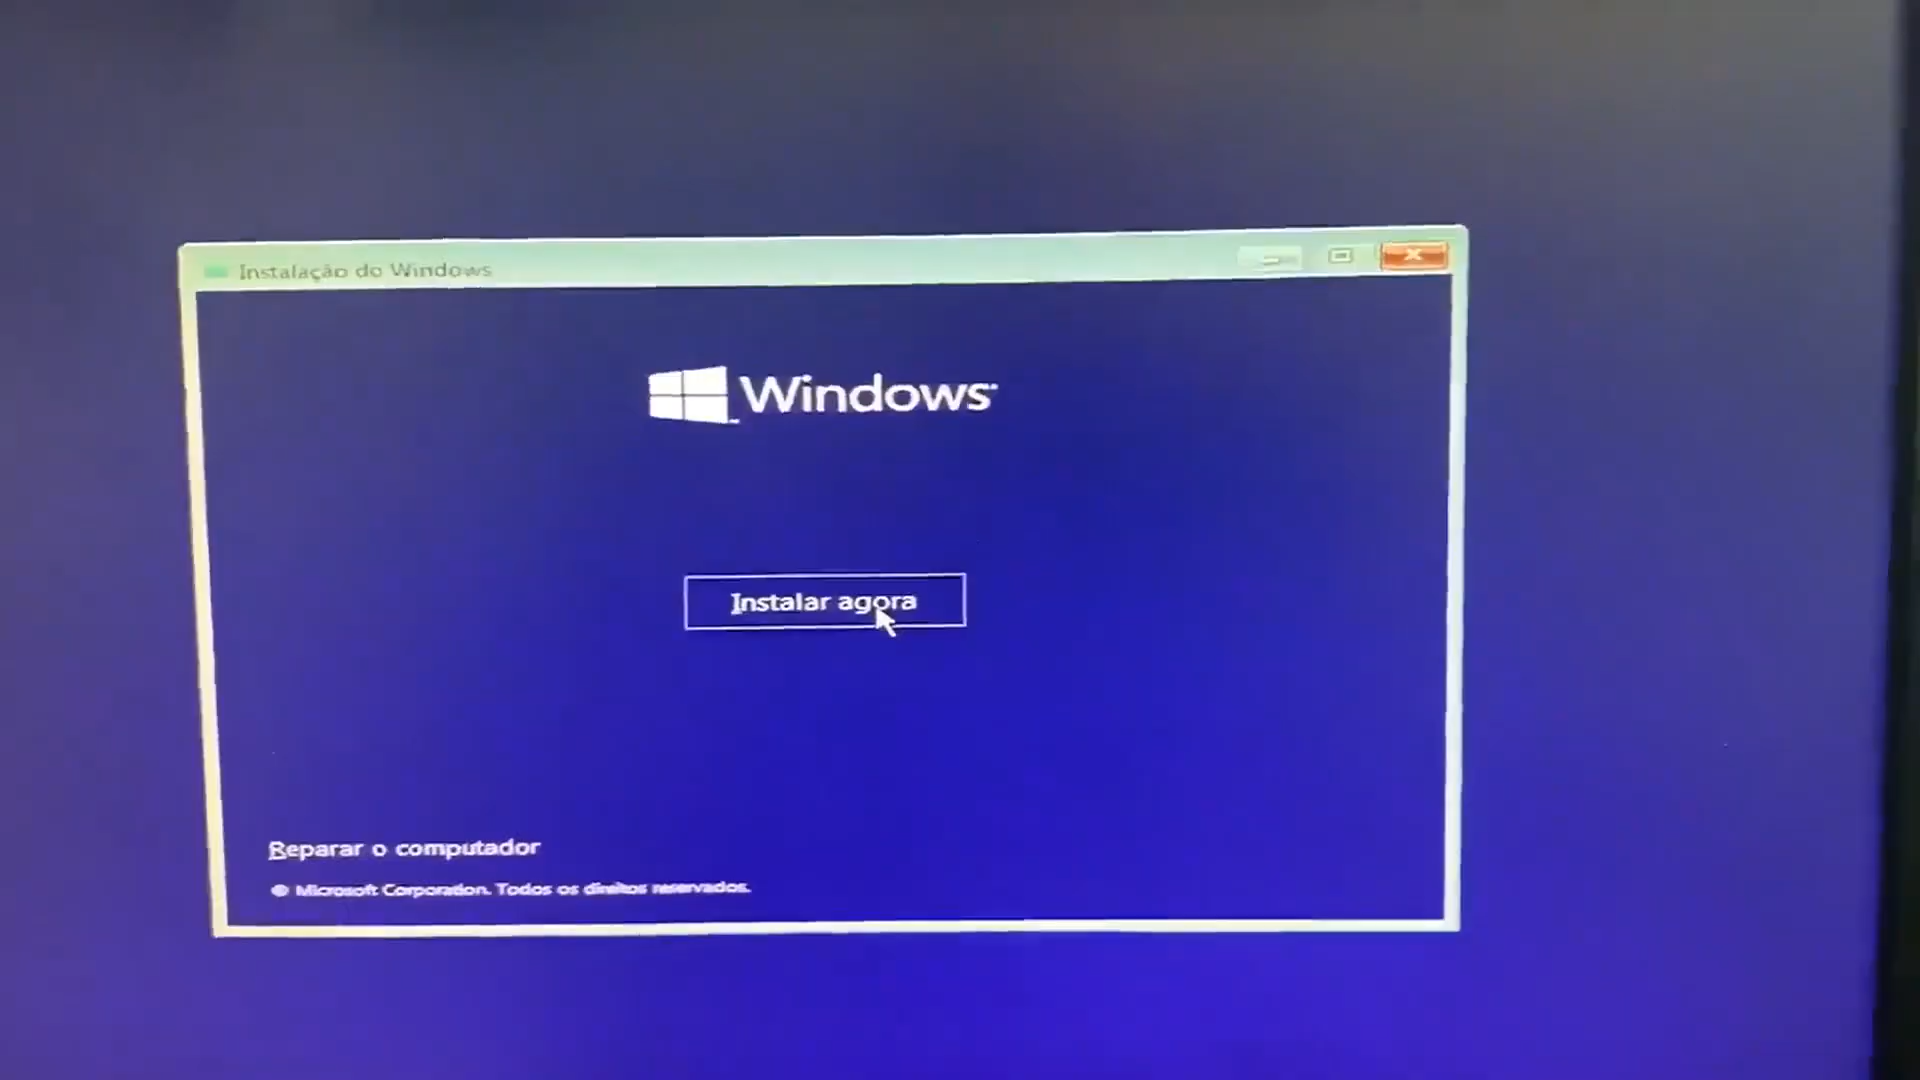 Instalação do Windows
Windows
Instalar agora
Reparar o computador
© Microsoft Corporation. Todos os direitos reservados.